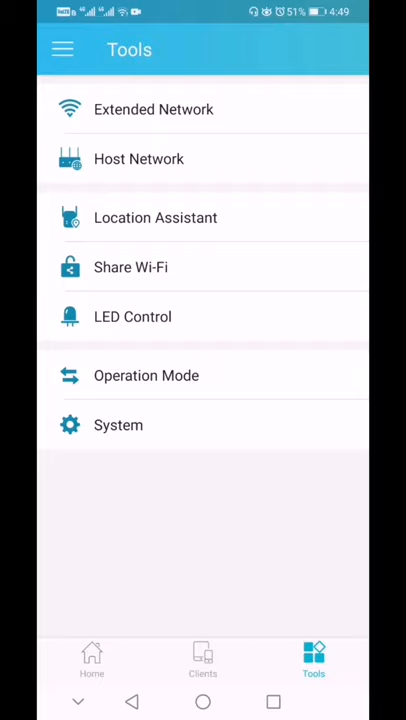 51% 4:49
Tools
Extended Network
Host Network
Location Assistant
Share Wi-Fi
LED Control
Operation Mode
System
Home Clients Tools